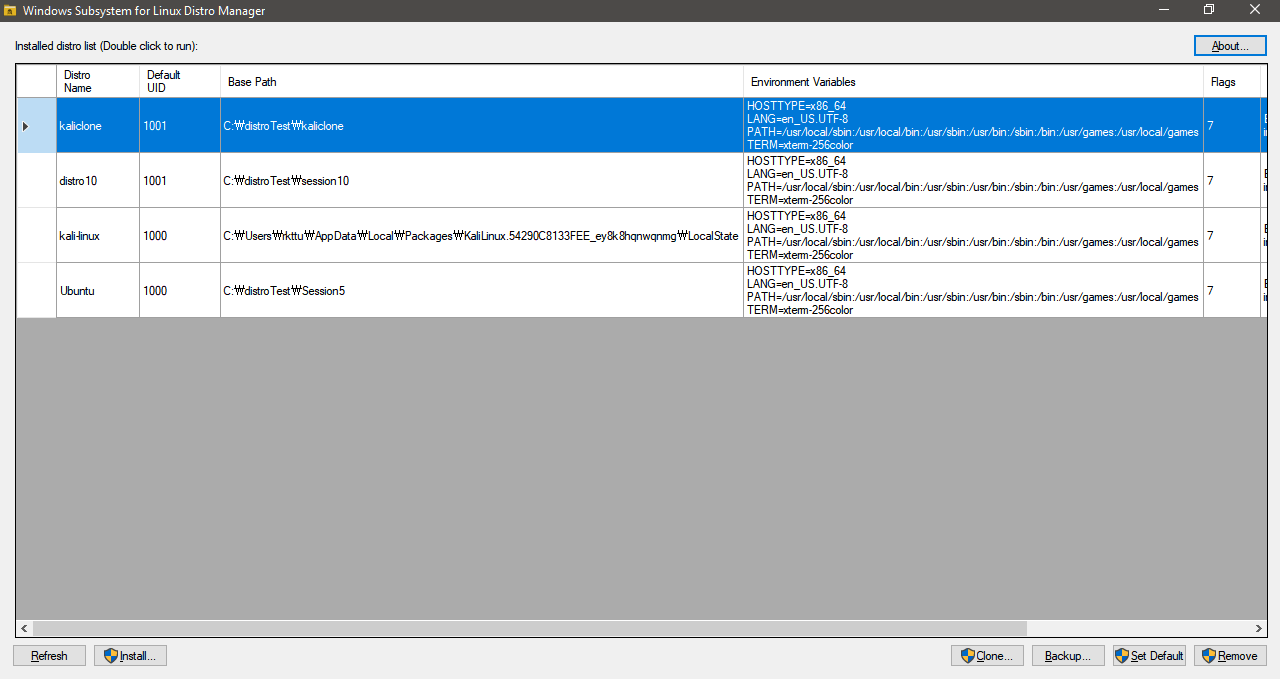 Windows Subsystem for Linux Distro Manager
Installed distro list (Double click to run):
About...
Distro Name
Default UID
Base Path
Environment Variables
Flags
kaliclone
1001
C:₩distroTest₩kaliclone
HOSTTYPE=x86_64
LANG=en_US.UTF-8
PATH=/usr/local/sbin:/usr/local/bin:/usr/sbin:/usr/bin:/sbin:/bin:/usr/games:/usr/local/games
TERM=xterm-256color
7
distro10
1001
C:₩distroTest₩session10
HOSTTYPE=x86_64
LANG=en_US.UTF-8
PATH=/usr/local/sbin:/usr/local/bin:/usr/sbin:/usr/bin:/sbin:/bin:/usr/games:/usr/local/games
TERM=xterm-256color
7
kali-linux
1000
C:₩Users₩rkttu₩AppData₩Local₩Packages₩KaliLinux.54290C8133FEE_ey8k8hqnwqnmg₩LocalState
HOSTTYPE=x86_64
LANG=en_US.UTF-8
PATH=/usr/local/sbin:/usr/local/bin:/usr/sbin:/usr/bin:/sbin:/bin:/usr/games:/usr/local/games
TERM=xterm-256color
7
Ubuntu
1000
C:₩distroTest₩Session5
HOSTTYPE=x86_64
LANG=en_US.UTF-8
PATH=/usr/local/sbin:/usr/local/bin:/usr/sbin:/usr/bin:/sbin:/bin:/usr/games:/usr/local/games
TERM=xterm-256color
7
Refresh
Install...
Clone...
Backup...
Set Default
Remove